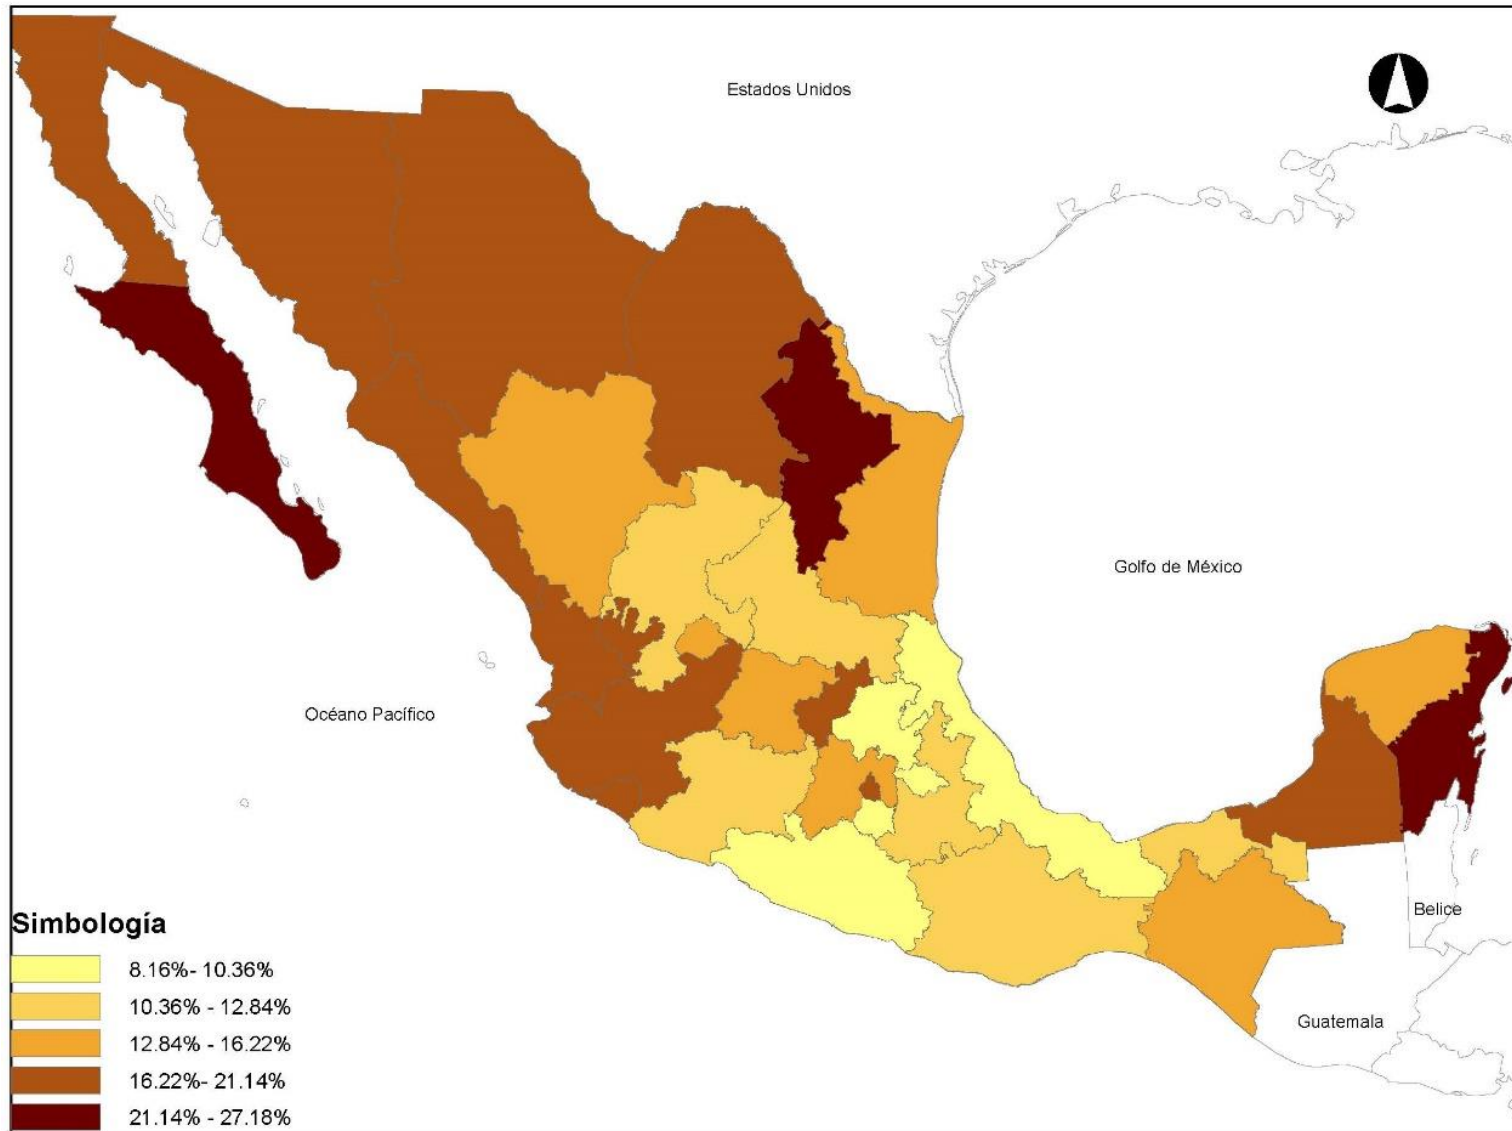 Estados Unidos
Golfo de México
Océano Pacífico
Belice
Guatemala
Simbología
8.16%- 10.36%
10.36% - 12.84%
12.84% - 16.22%
16.22%- 21.14%
21.14% - 27.18%